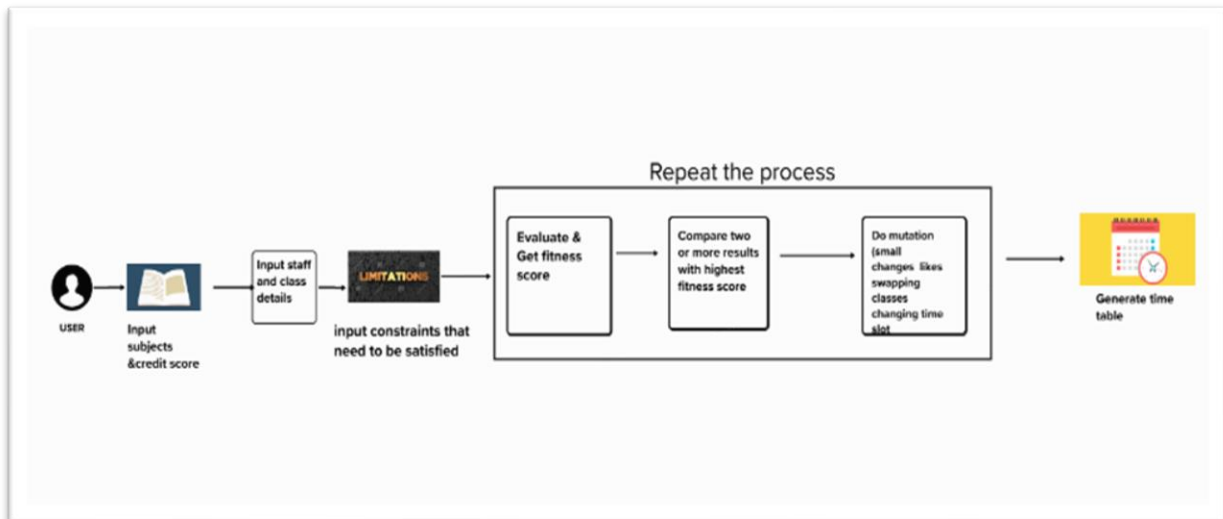 Repeat the process
USER
Input
subjects
&credit score
Input staff
and class
details
LIMITATIONS
input constraints that
need to be satisfied
Evaluate &
Get fitness
score
Compare two
or more results
with highest
fitness score
Do mutation
(small
changes likes
swapping
classes
changing time
slot
Generate time
table